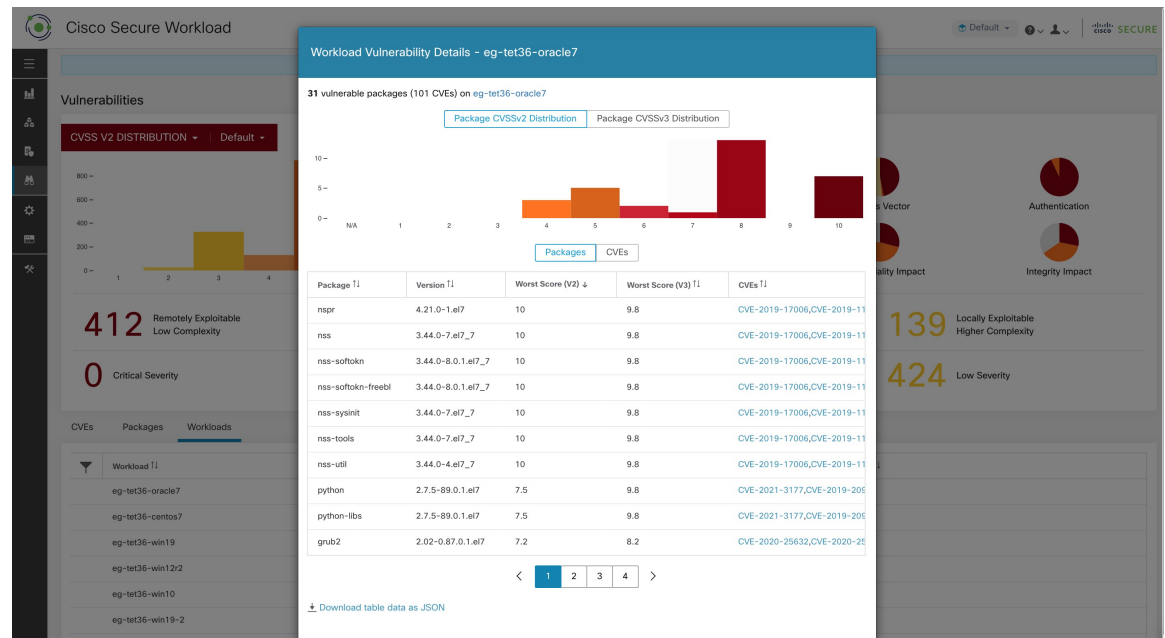 Cisco Secure Workload
Default
CISCO SECURE
Vulnerabilities
CVSS V2 DISTRIBUTION
Default
800
600
400
200
0
1 2 3 4
412 Remotely Exploitable
Low Complexity
0 Critical Severity
Workload Vulnerability Details - eg-tet36-oracle7
31 vulnerable packages (101 CVEs) on eg-tet36-oracle7
Package CVSSv2 Distribution Package CVSSv3 Distribution
10
5
0
N/A 1 2 3 4 5 6 7 8 9 10
Packages CVEs
Package Version Worst Score (V2) ↓ Worst Score (V3) CVEs
nspr 4.21.0-1.el7 10 9.8 CVE-2019-17006,CVE-2019-11
nss 3.44.0-7.el7_7 10 9.8 CVE-2019-17006,CVE-2019-11
nss-softokn 3.44.0-8.0.1.el7_7 10 9.8 CVE-2019-17006,CVE-2019-11
nss-softokn-freebl 3.44.0-8.0.1.el7_7 10 9.8 CVE-2019-17006,CVE-2019-11
nss-sysinit 3.44.0-7.el7_7 10 9.8 CVE-2019-17006,CVE-2019-11
nss-tools 3.44.0-7.el7_7 10 9.8 CVE-2019-17006,CVE-2019-11
nss-util 3.44.0-4.el7_7 10 9.8 CVE-2019-17006,CVE-2019-11
python 2.7.5-89.0.1.el7 7.5 9.8 CVE-2021-3177,CVE-2019-209
python-libs 2.7.5-89.0.1.el7 7.5 9.8 CVE-2021-3177,CVE-2019-209
grub2 2.02-0.87.0.1.el7 7.2 8.2 CVE-2020-25632,CVE-2020-25
< 1 2 3 4 >
Download table data as JSON
s Vector
Authentication
ality Impact
Integrity Impact
139 Locally Exploitable
Higher Complexity
424 Low Severity
CVEs Packages Workloads
Workload
eg-tet36-oracle7
eg-tet36-centos7
eg-tet36-win19
eg-tet36-win12r2
eg-tet36-win10
eg-tet36-win19-2